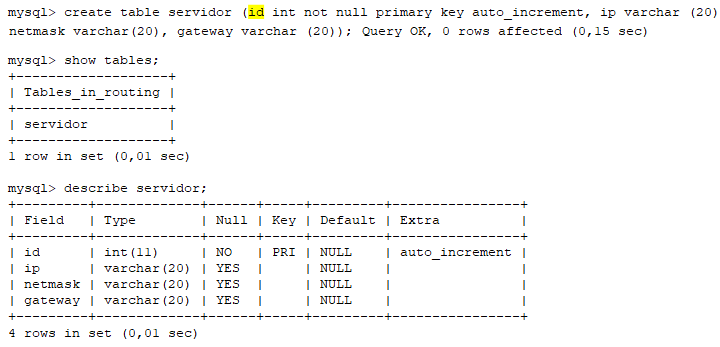 mysql> create table servidor (id int not null primary key auto_increment, ip varchar (20)
netmask varchar(20), gateway varchar (20)); Query OK, 0 rows affected (0,15 sec)
mysql> show tables;
+-------------------+
| Tables_in_routing |
+-------------------+
| servidor          |
+-------------------+
1 row in set (0,01 sec)
mysql> describe servidor;
+---------+-------------+------+-----+---------+----------------+
| Field   | Type        | Null | Key | Default | Extra          |
+---------+-------------+------+-----+---------+----------------+
| id      | int(11)     | NO   | PRI | NULL    | auto_increment |
| ip      | varchar(20) | YES  |     | NULL    |                |
| netmask | varchar(20) | YES  |     | NULL    |                |
| gateway | varchar(20) | YES  |     | NULL    |                |
+---------+-------------+------+-----+---------+----------------+
4 rows in set (0,01 sec)